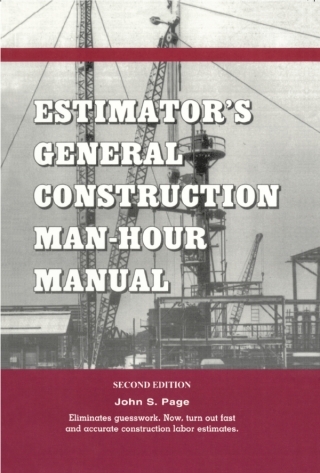 ESTIMATOR'S
GENERAL
CONSTRUCTION
MAN-HOUR
MANUAL
SECOND EDITION
John S. Page
Eliminates guesswork. Now, turn out fast
and accurate construction labor estimates.